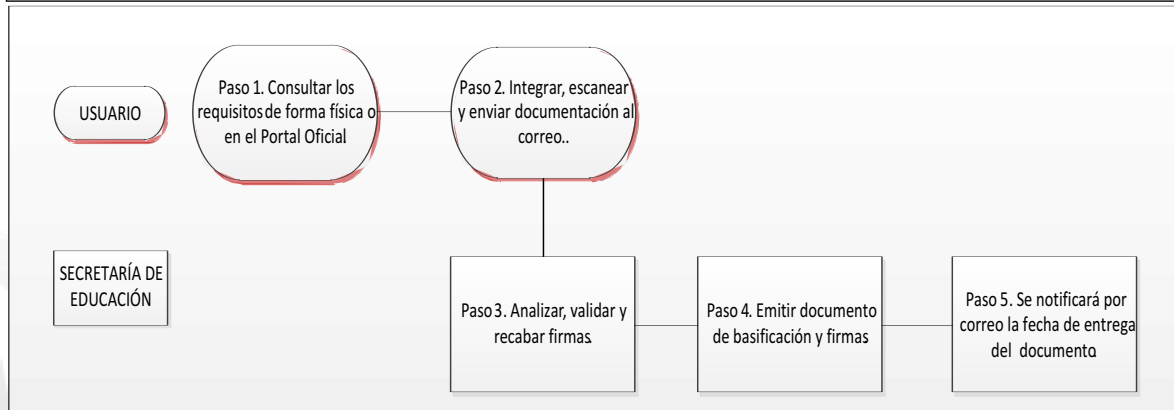 USUARIO
Paso 1. Consultar los
requisitos de forma física o
en el Portal Oficial.
Paso 2. Integrar, escanear
y enviar documentación al
correo..
SECRETARÍA DE
EDUCACIÓN
Paso 3. Analizar, validar y
recabar firmas.
Paso 4. Emitir documento
de basificación y firmas.
Paso 5. Se notificará por
correo la fecha de entrega
del documento.